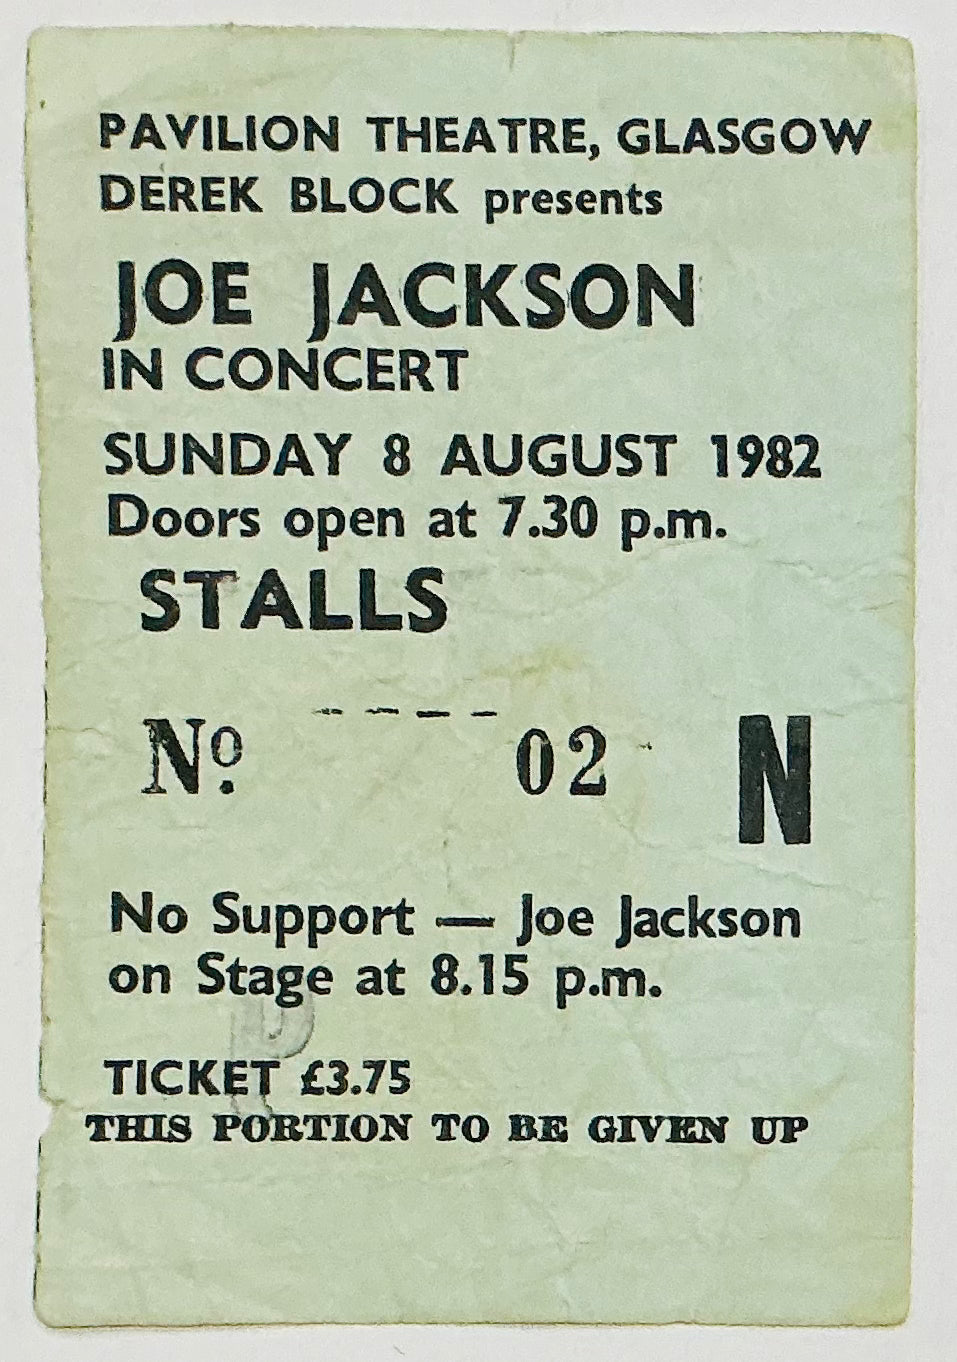 PAVILION THEATRE, GLASGOW
DEREK BLOCK presents
JOE JACKSON
IN CONCERT
SUNDAY 8 AUGUST 1982
Doors open at 7.30 p.m.
STALLS
Nº. 02 N
No Support — Joe Jackson
on Stage at 8.15 p.m.
TICKET £3.75
THIS PORTION TO BE GIVEN UP